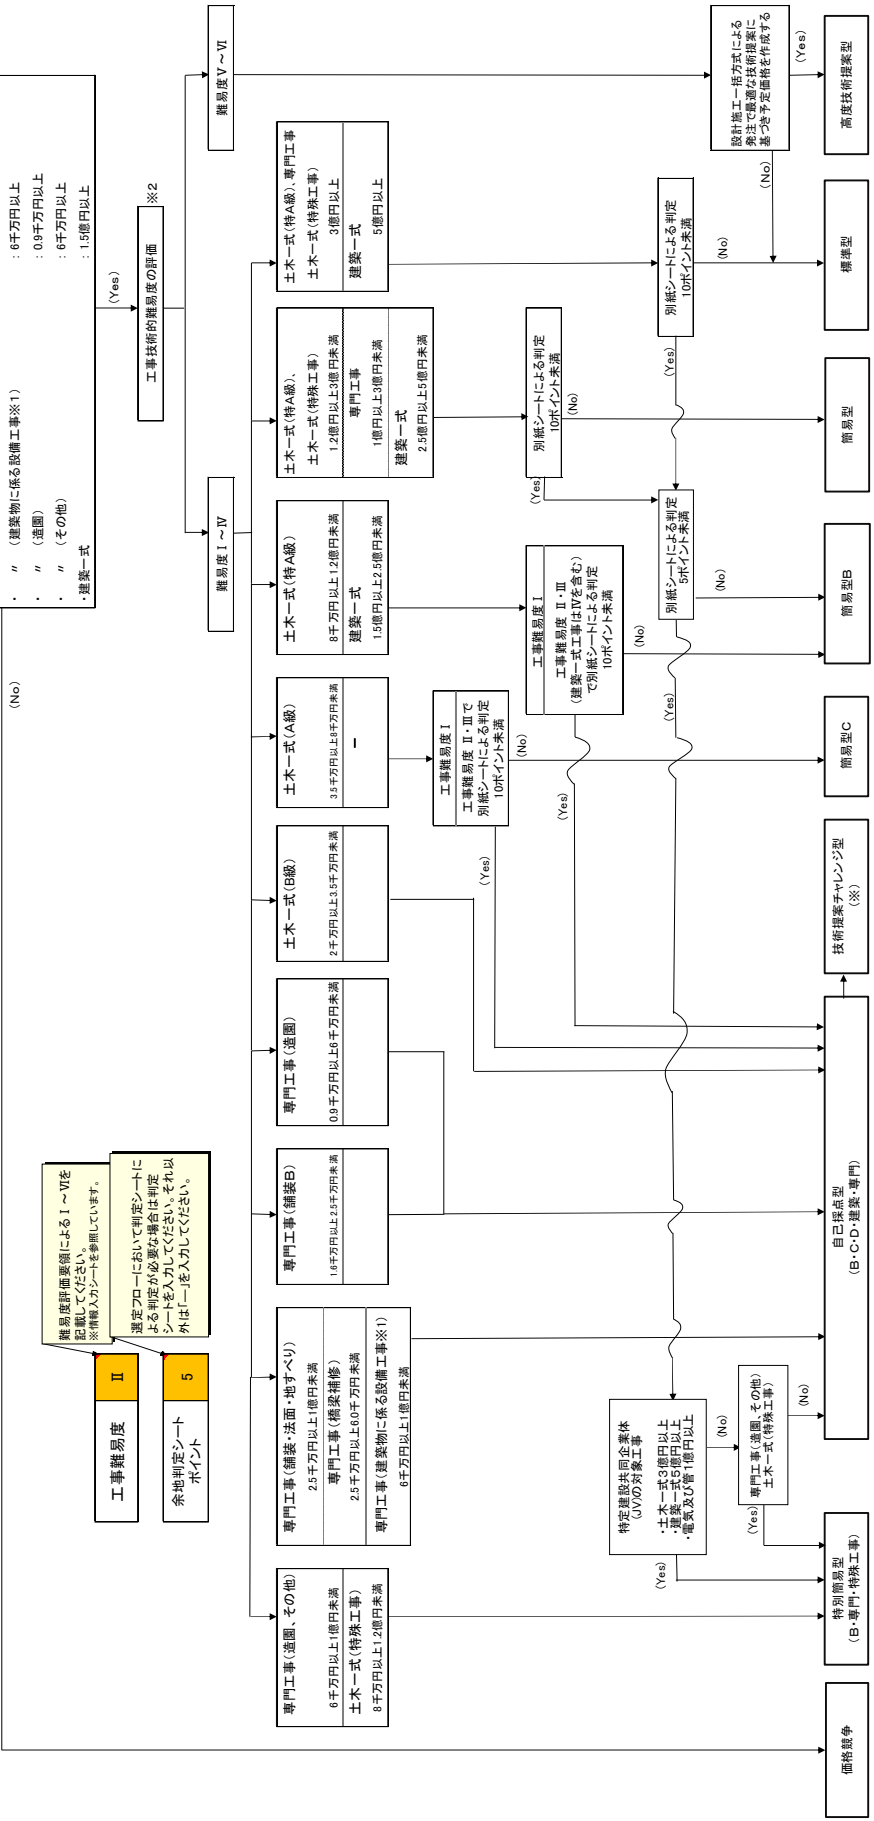 ・　〃　（建築物に係る設備工事※1）　：6千万円以上
・　〃　（造園）　：0.9千万円以上
・　〃　（その他）　：6千万円以上
・建築一式　：1.5億円以上
(No)
(Yes)
工事技術的難易度の評価
※2
難易度Ⅰ～Ⅳ
難易度Ⅴ～Ⅵ
工事難易度
Ⅱ
難易度評価要領によるⅠ～Ⅵを
記載してください。
※情報入力シートを参照しています。
余地判定シート
ポイント
5
選定フローにおいて判定シートに
よる判定が必要な場合は判定
シートを入力してください。それ以
外は「―」を入力してください。
専門工事（造園、その他）
6千万円以上1億円未満
土木一式（特殊工事）
8千万円以上1.2億円未満
専門工事（舗装・法面・地すべり）
2.5千万円以上1億円未満
専門工事（橋梁補修）
2.5千万円以上6.0千万円未満
専門工事（建築物に係る設備工事※1）
6千万円以上1億円未満
専門工事（舗装B）
1.6千万円以上2.5千万円未満
専門工事（造園）
0.9千万円以上6千万円未満
土木一式（B級）
2千万円以上3.5千万円未満
土木一式（A級）
3.5千万円以上8千万円未満
－
土木一式（特A級）
8千万円以上1.2億円未満
建築一式
1.5億円以上2.5億円未満
土木一式（特A級）、
土木一式（特殊工事）
1.2億円以上3億円未満
専門工事
1億円以上3億円未満
建築一式
2.5億円以上5億円未満
土木一式（特A級）、専門工事
土木一式（特殊工事）
3億円以上
建築一式
5億円以上
工事難易度Ⅰ
工事難易度Ⅱ・Ⅲで
別紙シートによる判定
10ポイント未満
(Yes)
(No)
工事難易度Ⅰ
工事難易度Ⅱ・Ⅲ
（建築一式工事はⅣを含む）
で別紙シートによる判定
10ポイント未満
(Yes)
(No)
別紙シートによる判定
10ポイント未満
(Yes)
(No)
別紙シートによる判定
10ポイント未満
(Yes)
(No)
別紙シートによる判定
5ポイント未満
(Yes)
(No)
設計施工一括方式による
発注で最適な技術提案に
基づき予定価格を作成する
(Yes)
(No)
特定建設共同企業体
(JV)の対象工事
・土木一式3億円以上
・建築一式5億円以上
・電気及び管1億円以上
(Yes)
(No)
専門工事（造園、その他）
土木一式（特殊工事）
(Yes)
(No)
価格競争
特別簡易型
（B・専門・特殊工事）
自己採点型
（B・C・D・建築・専門）
技術提案チャレンジ型
（※）
簡易型C
簡易型B
簡易型
標準型
高度技術提案型